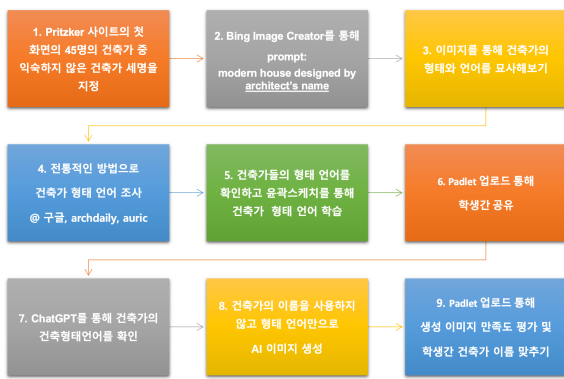 1. Pritzker 사이트의 첫
화면의 45명의 건축가 중
익숙하지 않은 건축가 세명을
지정
2. Bing Image Creator를 통해
prompt:
modern house designed by
architect's name
3. 이미지를 통해 건축가의
형태와 언어를 묘사해보기
4. 전통적인 방법으로
건축가 형태 언어 조사
@ 구글, archdaily, auric
5. 건축가들의 형태 언어를
확인하고 윤곽스케치를 통해
건축가 형태 언어 학습
6. Padlet 업로드 통해
학생간 공유
7. ChatGPT를 통해 건축가의
건축형태언어를 확인
8. 건축가의 이름을 사용하지
않고 형태 언어만으로
AI 이미지 생성
9. Padlet 업로드 통해
생성 이미지 만족도 평가 및
학생간 건축가 이름 맞추기